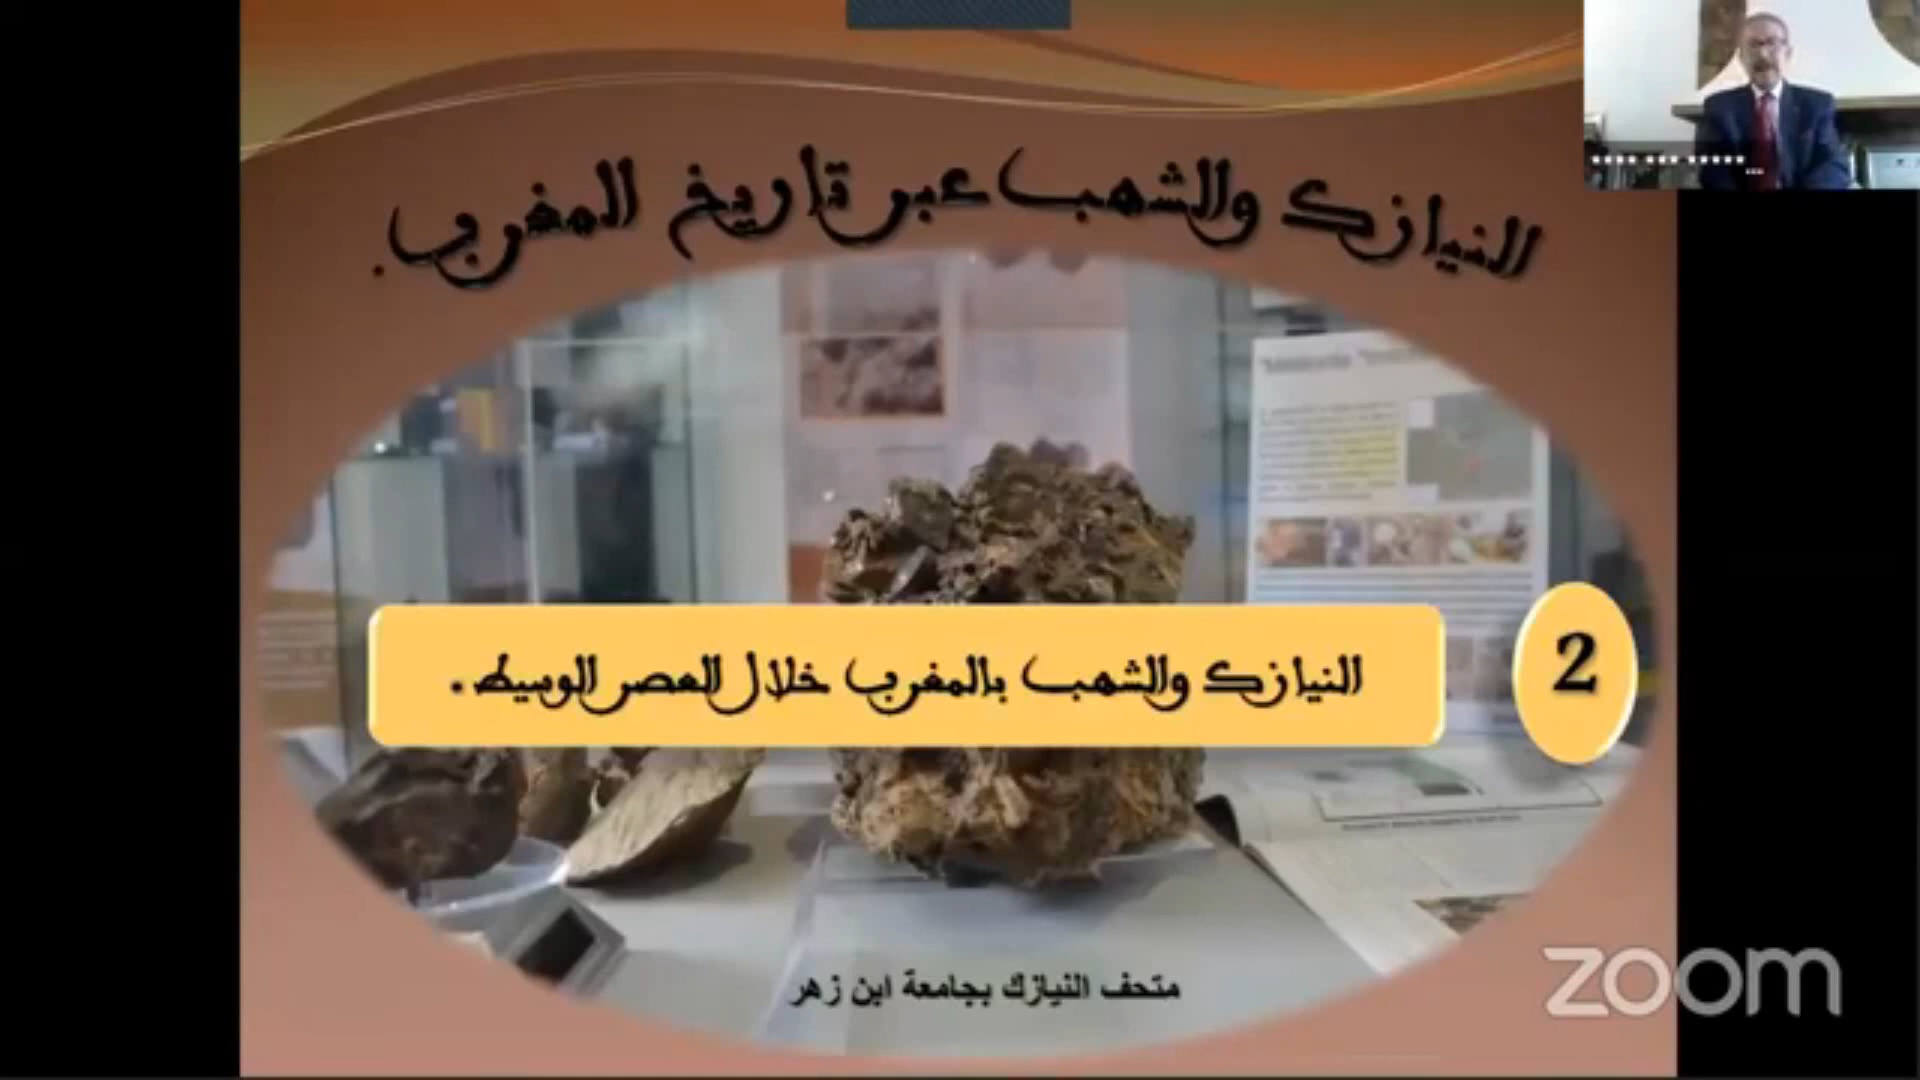 النيازك والشهب عبر تاريخ المغرب.
2
النيازك والشهب بالمغرب خلال العصر الوسيط.
متحف النيازك بجامعة ابن زهر
zoom